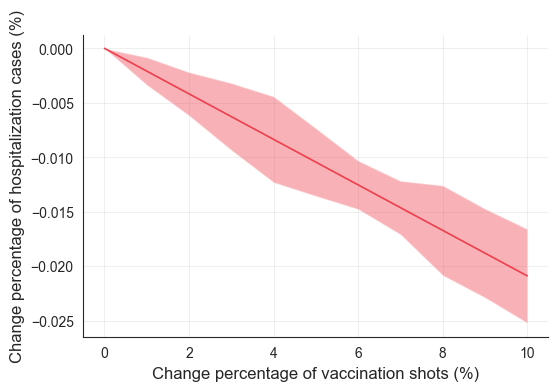 Change percentage of hospitalization cases (%)
0.000
−0.005
−0.010
−0.015
−0.020
−0.025
0 2 4 6 8 10
Change percentage of vaccination shots (%)